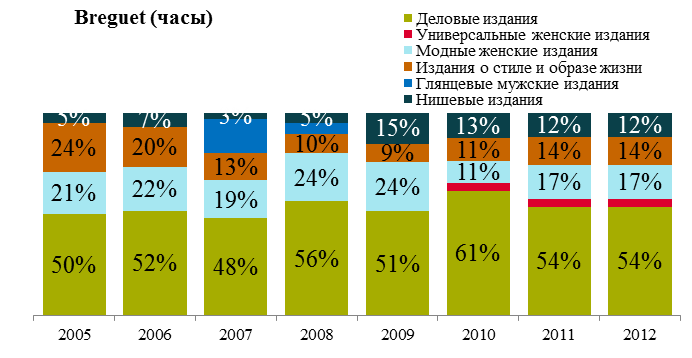 Breguet (часы)
Деловые издания
Универсальные женские издания
Модные женские издания
Издания о стиле и образе жизни
Глянцевые мужские издания
Нишевые издания
5% 7% 3% 5% 15% 13% 12% 12%
24% 20% 13% 10% 9% 11% 14% 14%
21% 22% 19% 24% 24% 11% 17% 17%
50% 52% 48% 56% 51% 61% 54% 54%
2005 2006 2007 2008 2009 2010 2011 2012